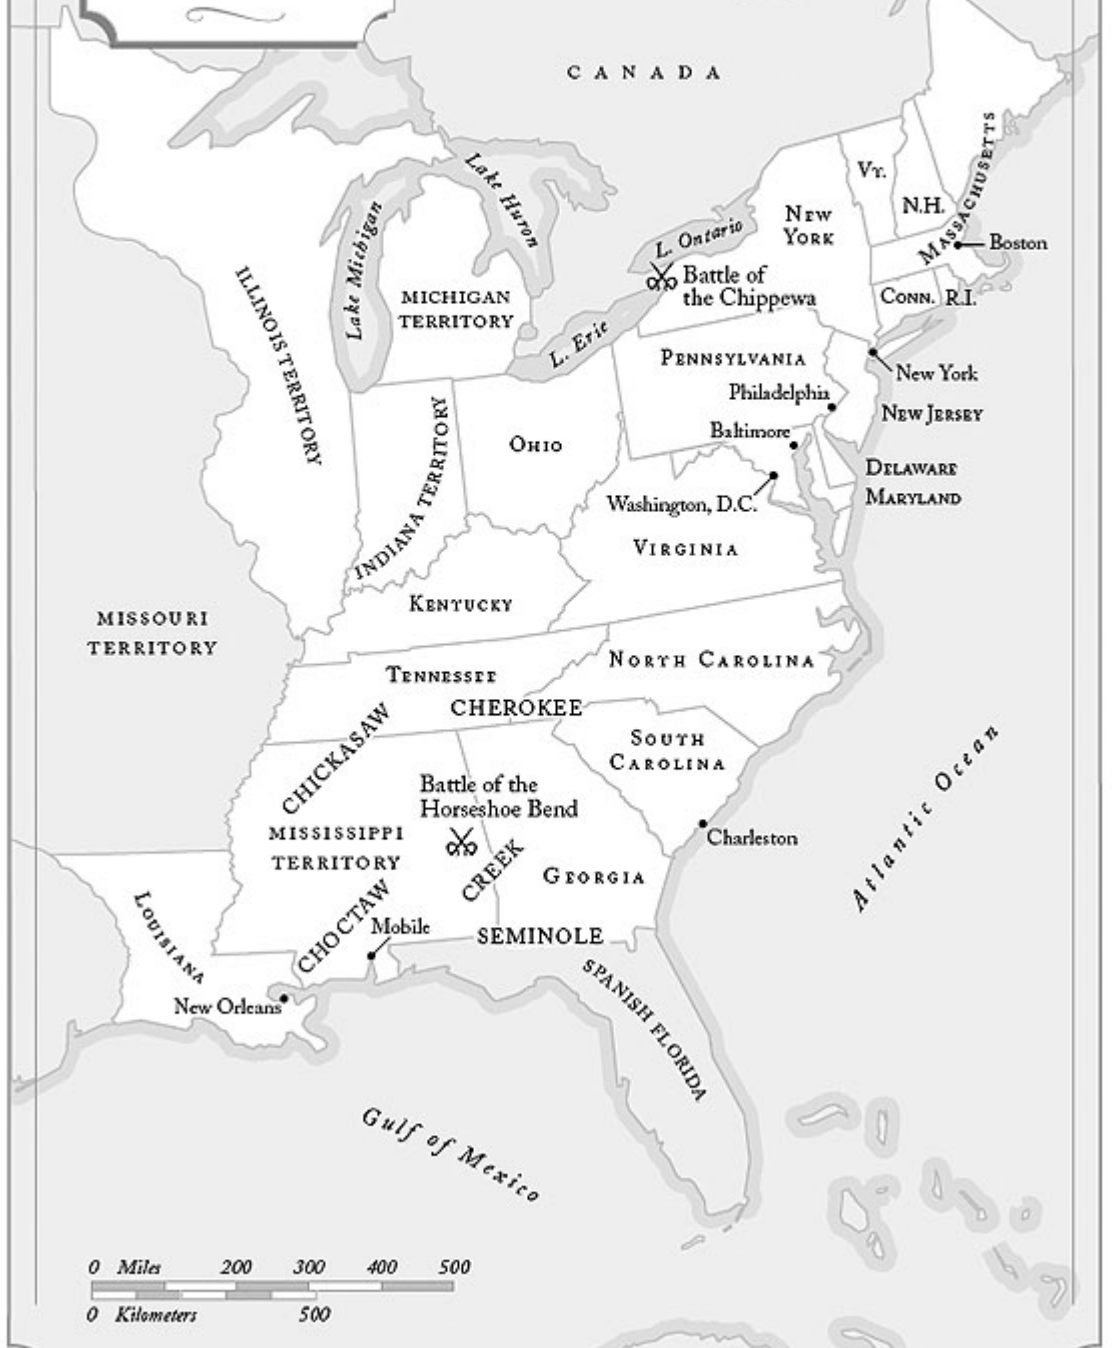 CANADA
Lake Huron
Lake Michigan
MASSACHUSETTS
VT.
N.H.
NEW
YORK
L. Ontario
Boston
Battle of
the Chippewa
CONN.
R.I.
ILLINOIS TERRITORY
MICHIGAN
TERRITORY
L. Erie
PENNSYLVANIA
New York
Philadelphia
NEW JERSEY
Baltimore
OHIO
INDIANA TERRITORY
DELAWARE
MARYLAND
Washington, D.C.
VIRGINIA
KENTUCKY
MISSOURI
TERRITORY
NORTH CAROLINA
TENNESSEE
CHEROKEE
CHICKASAW
SOUTH
CAROLINA
Battle of the
Horseshoe Bend
MISSISSIPPI
TERRITORY
Charleston
Atlantic Ocean
CREEK
GEORGIA
CHOCTAW
Mobile
SEMINOLE
LOUISIANA
New Orleans
SPANISH FLORIDA
Gulf of Mexico
0 Miles 200 300 400 500
0 Kilometers 500